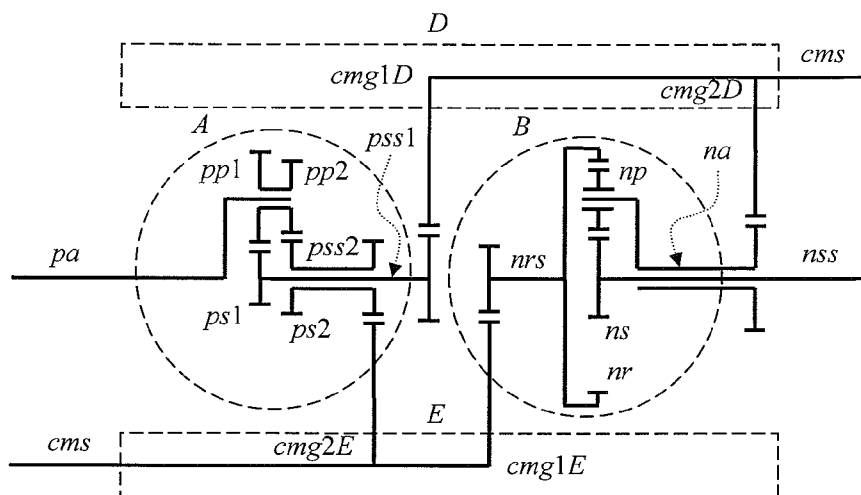 D
cms
cmg1D
cmg2D
A
pss1
B
na
pp1
pp2
np
pss2
pa
nrs
nss
ps1
ps2
ns
nr
E
cms
cmg2E
cmg1E